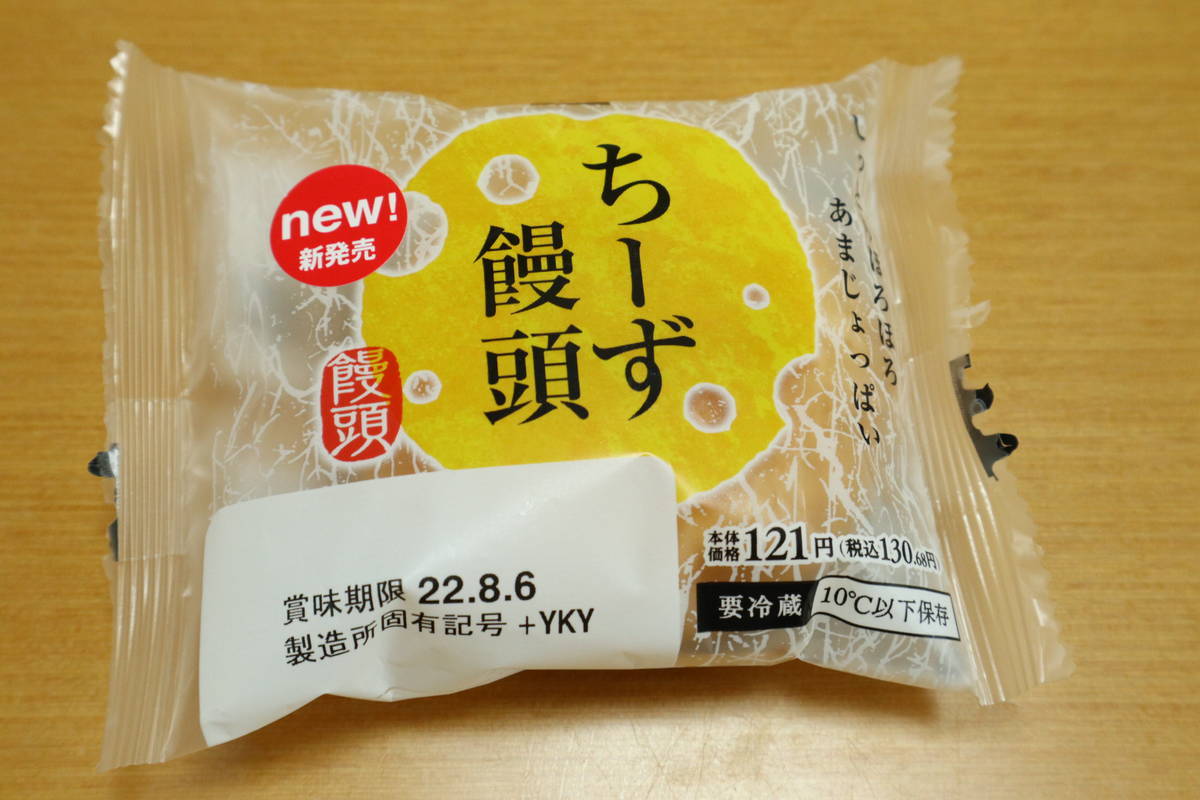 new!
新発売
ちーず
饅頭
饅頭
ほろほろ
あまじょっぱい
本体価格121円(税込130.68円)
要冷蔵 10℃以下保存
賞味期限 22.8.6
製造所固有記号 +YKY